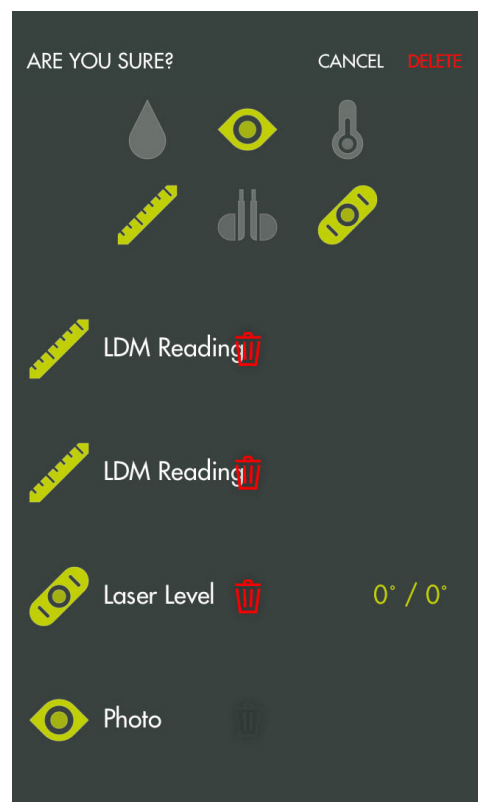 ARE YOU SURE? CANCEL DELETE
LDM Reading
LDM Reading
Laser Level 0° / 0°
Photo